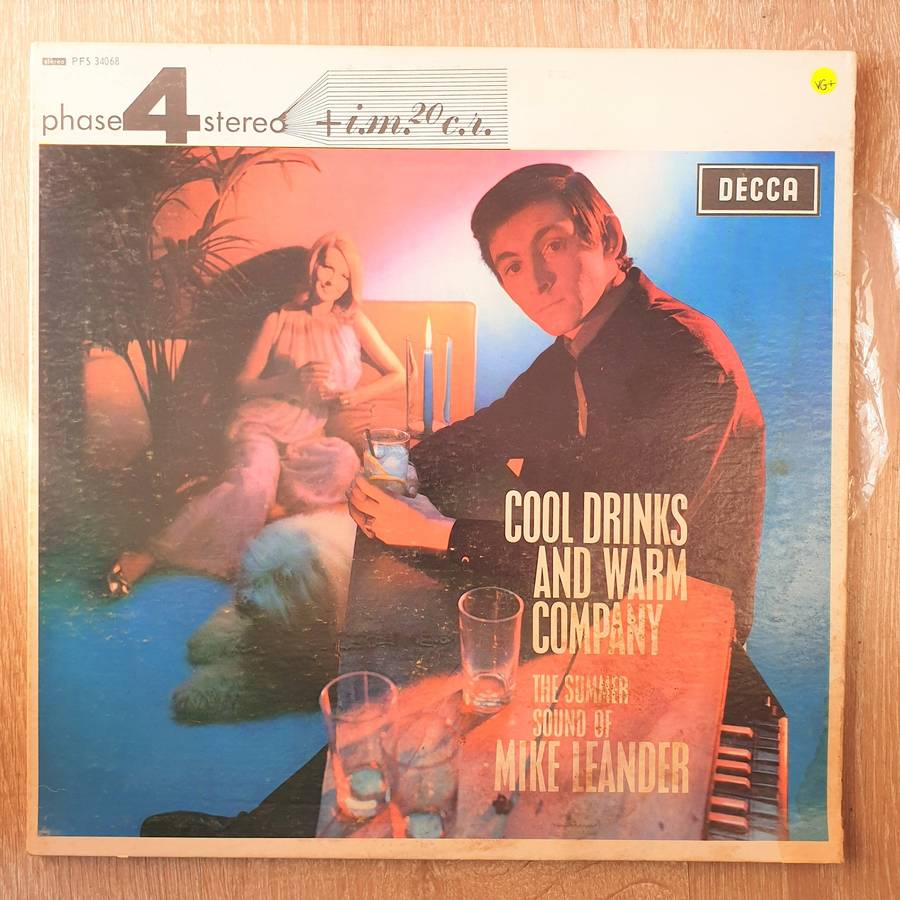 stereo PFS 34068
VG+
phase 4 stereo +i.m.20c.r.
DECCA
COOL DRINKS
AND WARM
COMPANY
THE SUMMER
SOUND OF
MIKE LEANDER